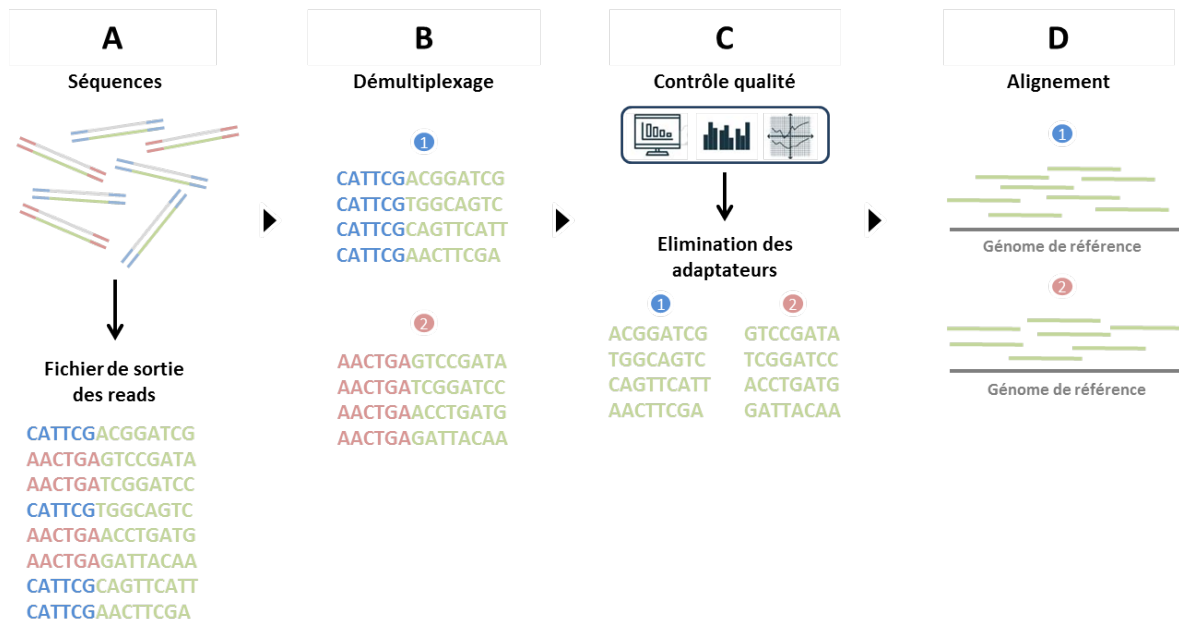 A
Séquences
Fichier de sortie
des reads
CATTCGACGGATCG
AACTGAGTCCGATA
AACTGATCGGATCC
CATTCGTGGCAGTC
AACTGAACCTGATG
AACTGAGATTACAA
CATTCGCAGTTCATT
CATTCGAACTTCGA
B
Démultiplexage
1
CATTCGACGGATCG
CATTCGTGGCAGTC
CATTCGCAGTTCATT
CATTCGAACTTCGA
2
AACTGAGTCCGATA
AACTGATCGGATCC
AACTGAACCTGATG
AACTGAGATTACAA
C
Contrôle qualité
Elimination des
adaptateurs
1
ACGGATCG
TGGCAGTC
CAGTTCATT
AACTTCGA
2
GTCCGATA
TCGGATCC
ACCTGATG
GATTACAA
D
Alignement
1
Génome de référence
2
Génome de référence